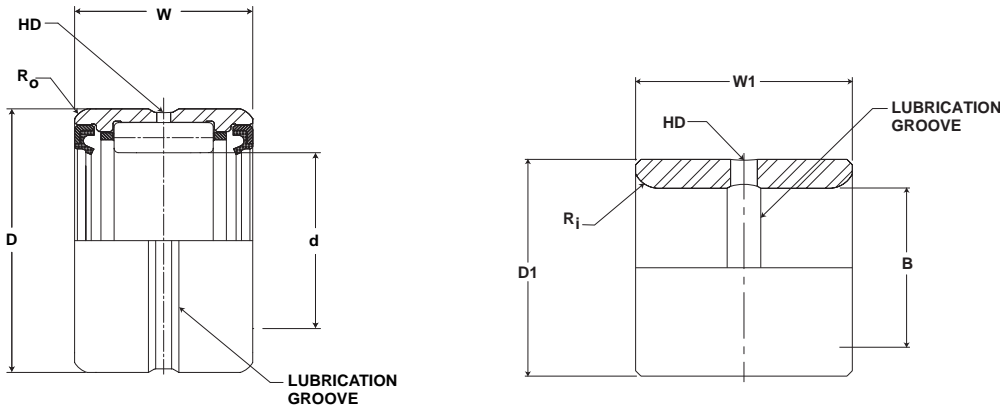 W
HD
Ro
D
d
LUBRICATION
GROOVE
W1
HD
LUBRICATION
GROOVE
Ri
D1
B